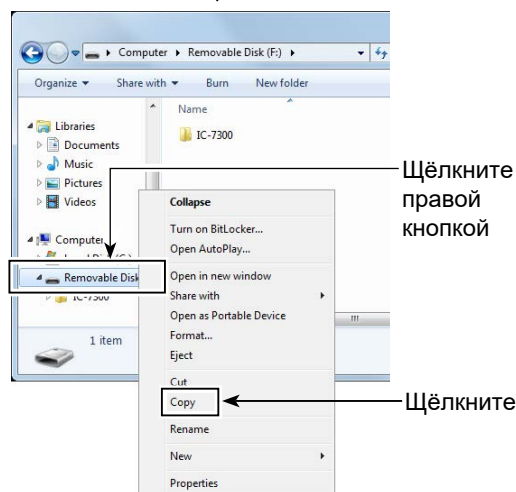 Computer ▸ Removable Disk (F:) ▸
Organize ▾ Share with ▾ Burn New folder
Name
IC-7300
Libraries
Documents
Music
Pictures
Videos
Computer
Removable Disk
IC-7300
1 item
Collapse
Turn on BitLocker...
Open AutoPlay...
Open in new window
Share with
Open as Portable Device
Format...
Eject
Cut
Copy
Rename
New
Properties
Щёлкните
правой
кнопкой
Щёлкните